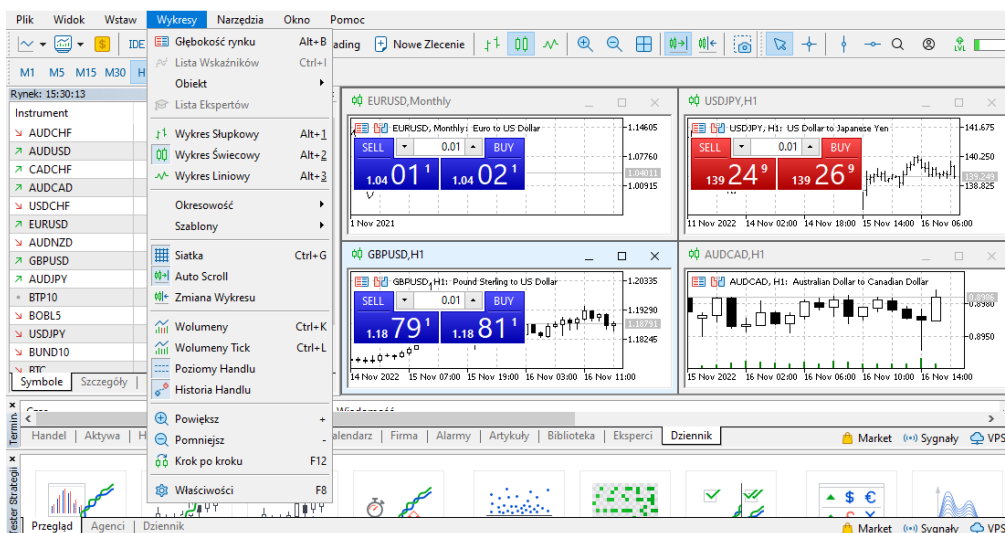 Plik Widok Wstaw Wykresy Narzędzia Okno Pomoc
IDE
ading Nowe Zlecenie
LVL
M1 M5 M15 M30 H
Rynek: 15:30:13
Instrument
AUDCHF
AUDUSD
CADCHF
AUDCAD
USDCHF
EURUSD
AUDNZD
GBPUSD
AUDJPY
BTP10
BOBL5
USDJPY
BUND10
BTC
Symbole Szczegóły
Głębokość rynku Alt+B
Lista Wskaźników Ctrl+I
Obiekt
Lista Ekspertów
Wykres Słupkowy Alt+1
Wykres Świecowy Alt+2
Wykres Liniowy Alt+3
Okresowość
Szablony
Siatka Ctrl+G
Auto Scroll
Zmiana Wykresu
Wolumeny Ctrl+K
Wolumeny Tick Ctrl+L
Poziomy Handlu
Historia Handlu
Powiększ +
Pomniejsz -
Krok po kroku F12
Właściwości F8
EURUSD,Monthly
EURUSD, Monthly: Euro to US Dollar
SELL 0.01 BUY
1.04 01 1 1.04 02 1
1.14605
1.07760
1.04011
1.00915
1 Nov 2021
USDJPY,H1
USDJPY, H1: US Dollar to Japanese Yen
SELL 0.01 BUY
139 24 9 139 26 9
141.675
140.250
139.249
138.825
11 Nov 2022 14 Nov 02:00 14 Nov 18:00 15 Nov 14:00 16 Nov 06:00
GBPUSD,H1
GBPUSD, H1: Pound Sterling to US Dollar
SELL 0.01 BUY
1.18 79 1 1.18 81 1
1.20335
1.19290
1.18791
1.18245
14 Nov 2022 15 Nov 07:00 15 Nov 19:00 16 Nov 03:00 16 Nov 11:00
AUDCAD,H1
AUDCAD, H1: Australian Dollar to Canadian Dollar
0.8980
0.8950
15 Nov 2022 16 Nov 02:00 16 Nov 06:00 16 Nov 10:00 16 Nov 14:00
Termin
Handel Aktywa H
alendarz Firma Alarmy Artykuły Biblioteka Eksperci Dziennik
Market Sygnały VPS
ester Strategii
Przegląd Agenci Dziennik
Market Sygnały VPS